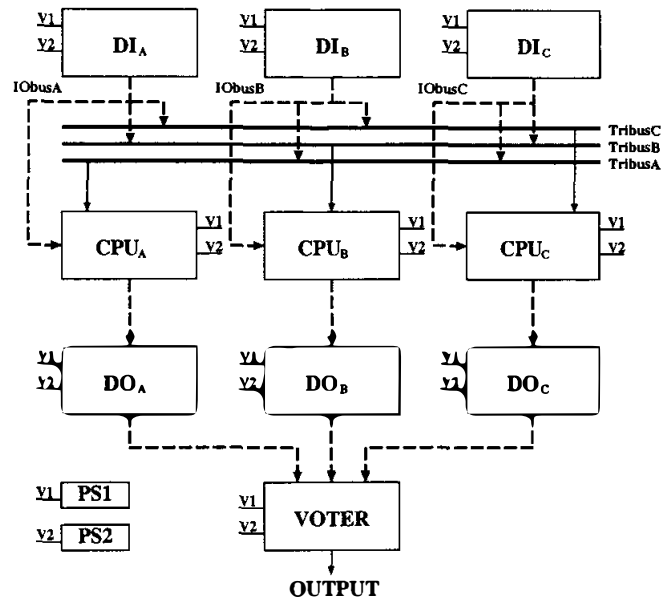 V1 V1 V1
DIA DIB DIC
V2 V2 V2
IObusA IObusB IObusC
TribusC
TribusB
TribusA
V1 V1 V1
CPUA CPUB CPUC
V2 V2 V2
V1 V1 V1
DOA DOB DOC
V2 V2 V2
V1 PS1
V1
VOTER
V2
V2 PS2
OUTPUT